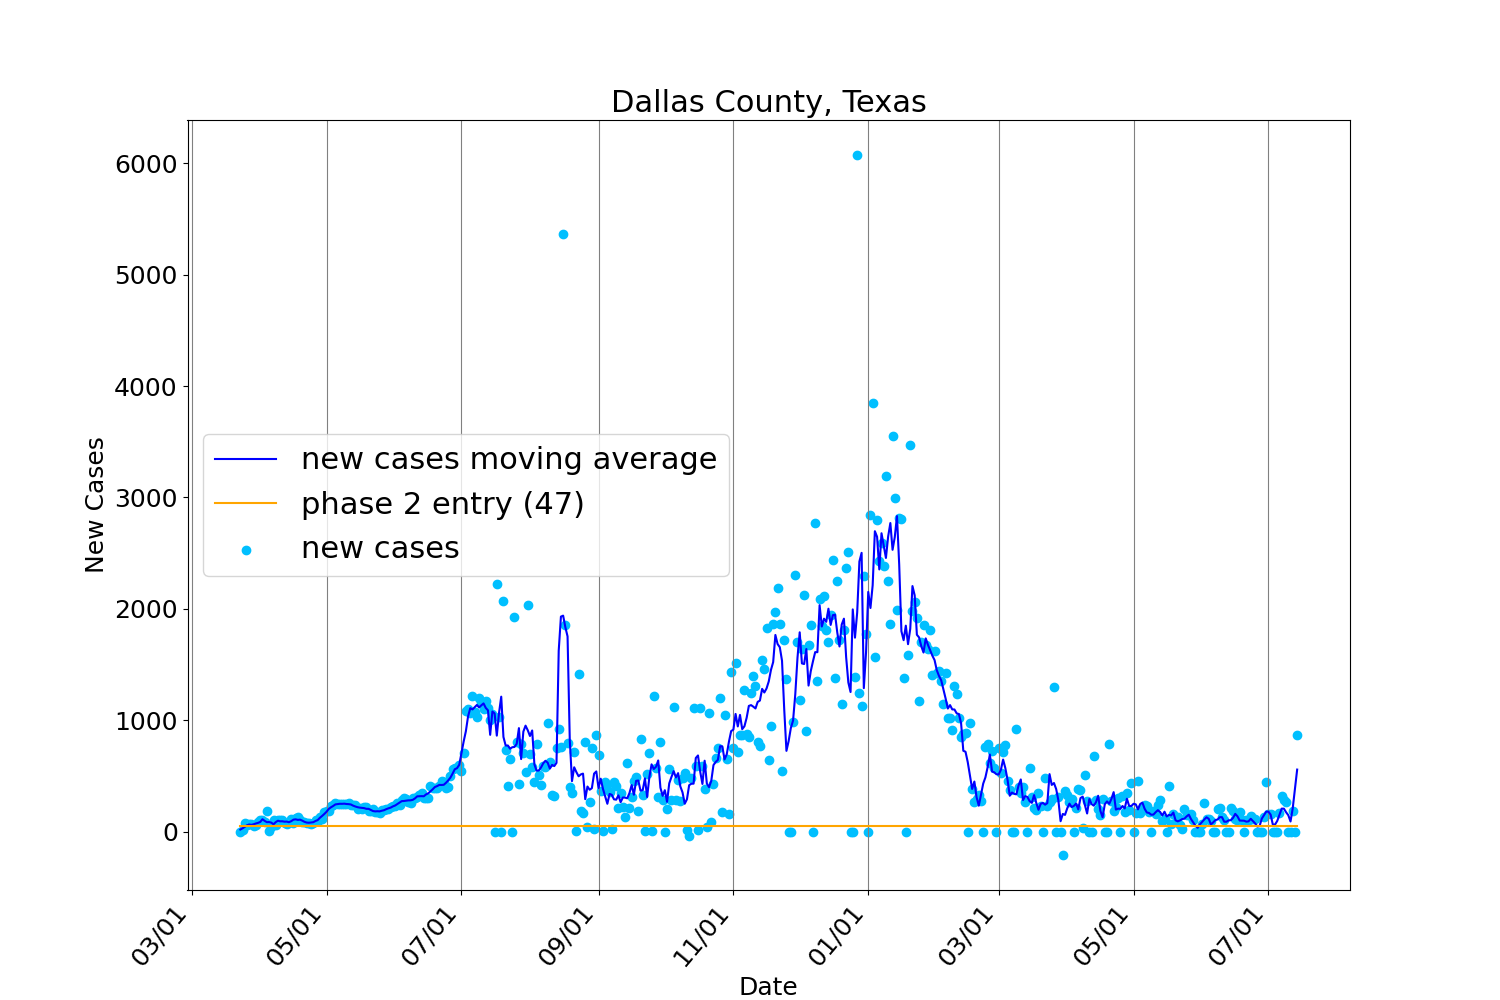 Dallas County, Texas
6000
5000
4000
3000
2000
1000
0
New Cases
new cases moving average
phase 2 entry (47)
new cases
03/01
05/01
07/01
09/01
11/01
01/01
03/01
05/01
07/01
Date